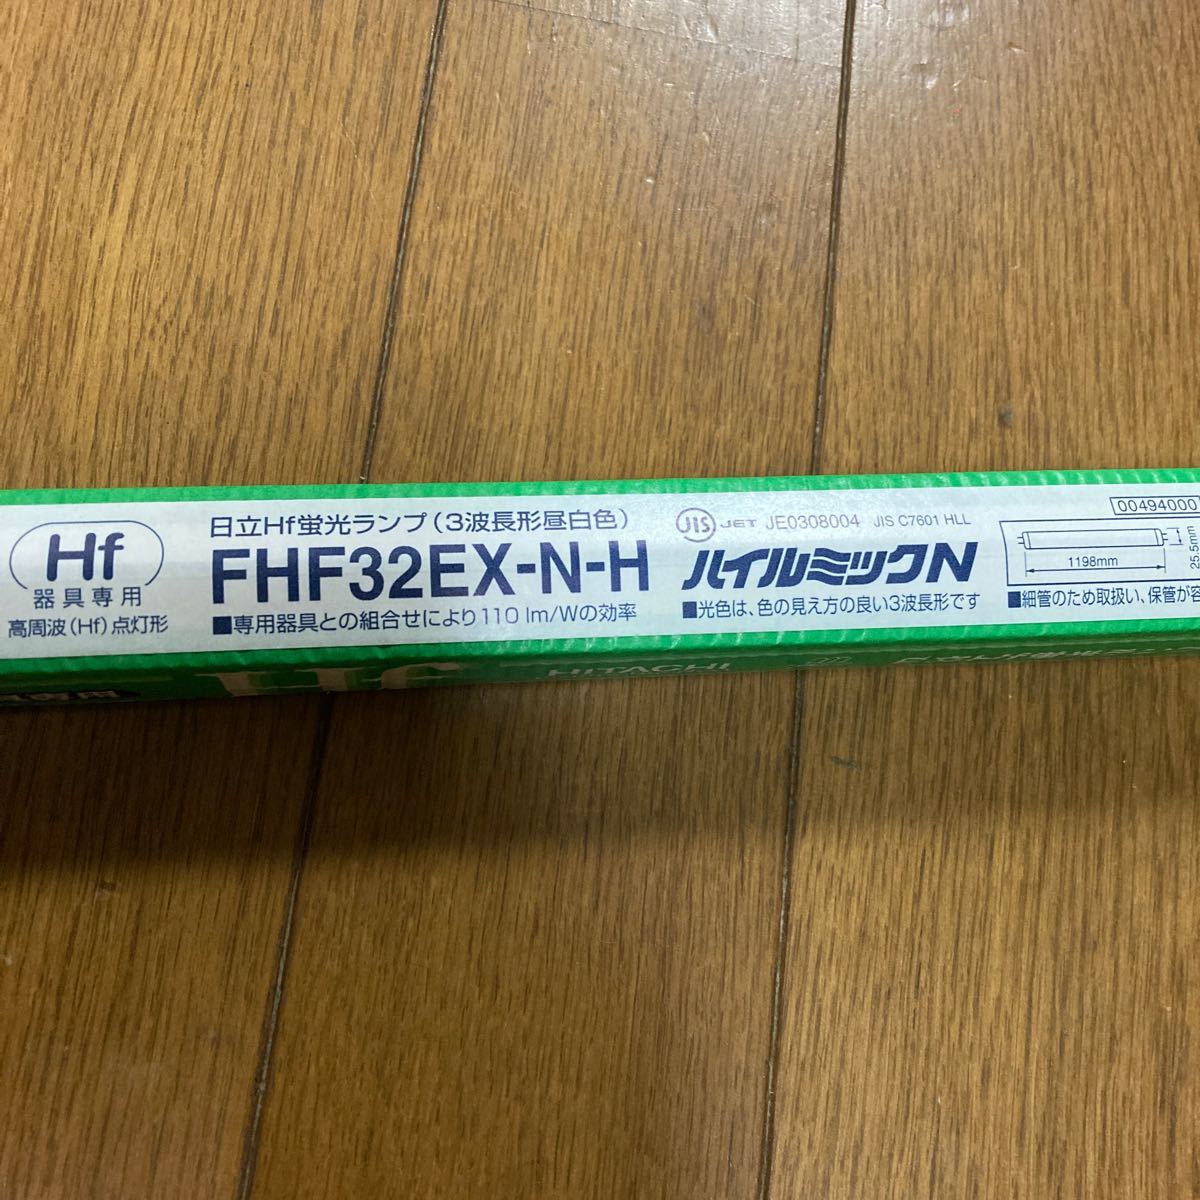 Hf
器具専用
高周波(Hf)点灯形
日立Hf蛍光ランプ(3波長形昼白色)
FHF32EX-N-H
■専用器具との組合せにより110 lm/Wの効率
JIS JET JE0308004 JIS C7601 HLL
ハイルミックN
■光色は、色の見え方の良い3波長形です
00494000
1198mm
25.5mm
■細管のため取扱い、保管が容
Hf
HITACHI